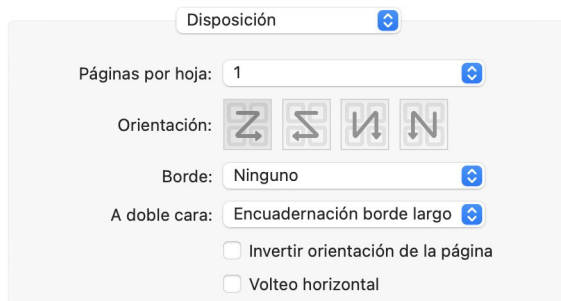 Disposición
Páginas por hoja: 1
Orientación:
Borde: Ninguno
A doble cara: Encuadernación borde largo
Invertir orientación de la página
Volteo horizontal